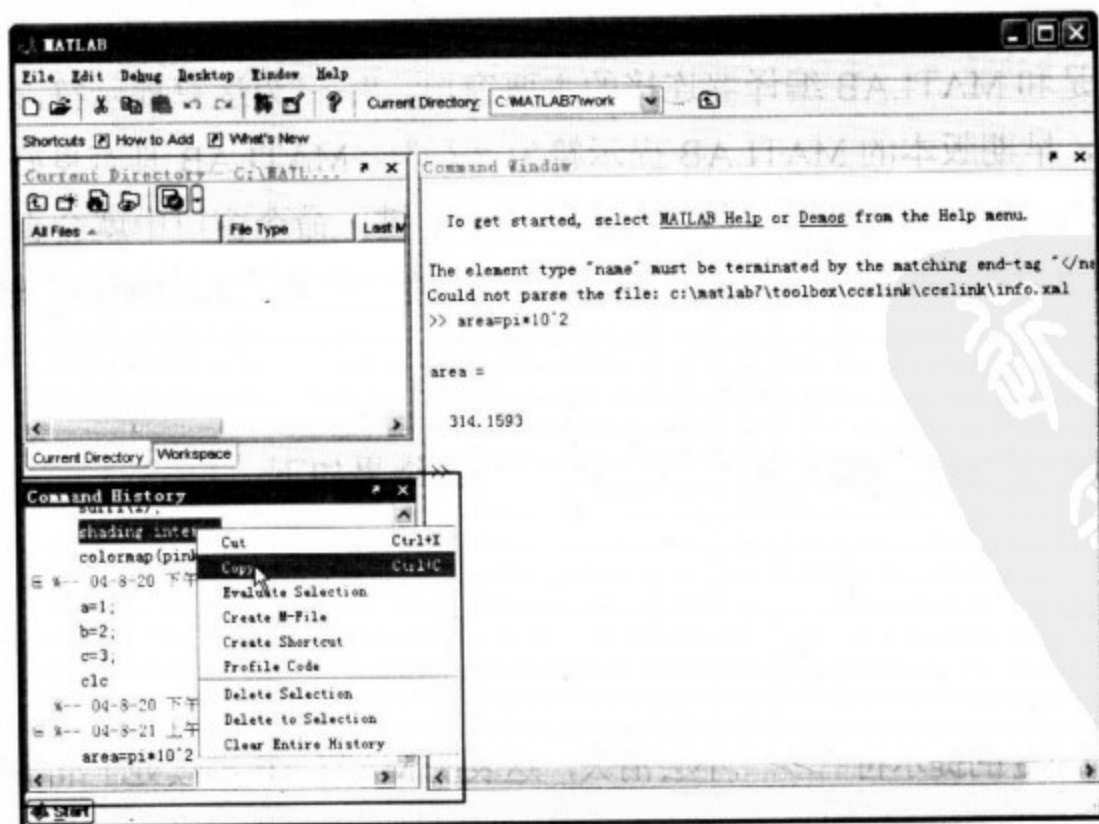 MATLAB
File Edit Debug Desktop Window Help
Current Directory: C:\MATLAB7\work
Shortcuts How to Add What's New
Current Directory C:\MATL...
All Files File Type Last M
Current Directory Workspace
Command Window
To get started, select MATLAB Help or Demos from the Help menu.
The element type "name" must be terminated by the matching end-tag "</na
Could not parse the file: c:\matlab7\toolbox\ccslink\ccslink\info.xml
>> area=pi*10^2
area =
314.1593
>>
Command History
shading inter
colormap(pink
%-- 04-8-20 下午
a=1;
b=2;
c=3;
clc
%-- 04-8-20 下午
%-- 04-8-21 上午
area=pi*10^2
Cut Ctrl+X
Copy Ctrl+C
Evaluate Selection
Create M-File
Create Shortcut
Profile Code
Delete Selection
Delete to Selection
Clear Entire History
Start